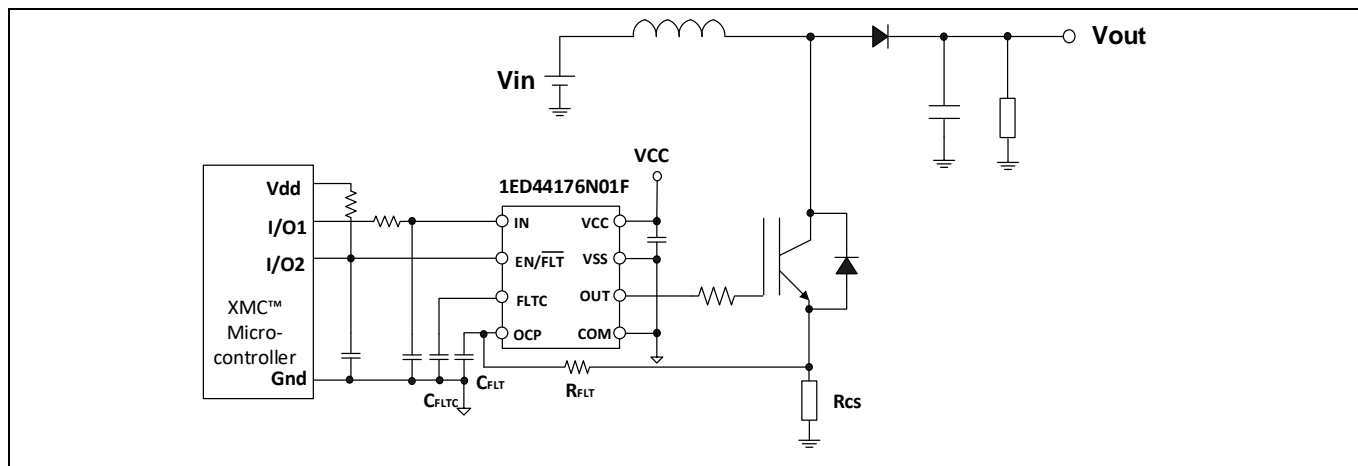 Vout
Vin
VCC
1ED44176N01F
Vdd
I/O1
I/O2
XMC™
Micro-
controller
Gnd
IN
EN/FLT
FLTC
OCP
VCC
VSS
OUT
COM
CFLTC
CFLT
RFLT
Rcs